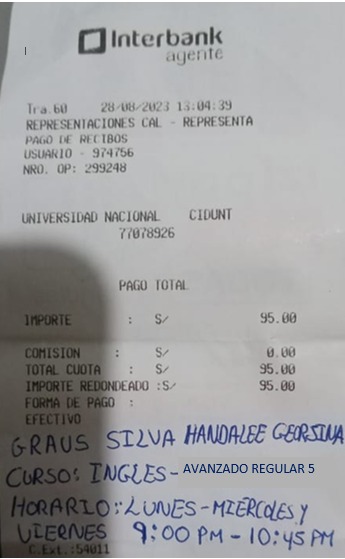 Interbank
agente
Tra.60 28/08/2023 13:04:39
REPRESENTACIONES CAL - REPRESENTA
PAGO DE RECIBOS
USUARIO - 974756
NRO. OP: 299248
UNIVERSIDAD NACIONAL CIDUNT
77078926
PAGO TOTAL
IMPORTE : S/ 95.00
COMISION : S/ 0.00
TOTAL CUOTA : S/ 95.00
IMPORTE REDONDEADO :S/ 95.00
FORMA DE PAGO :
EFECTIVO
GRAUS SILVA HANDALEE GEORSINA
CURSO: INGLES- AVANZADO REGULAR 5
HORARIO: LUNES-MIERCOLES Y
VIERNES 9:00 PM - 10:45 PM
C.Ext.:54011